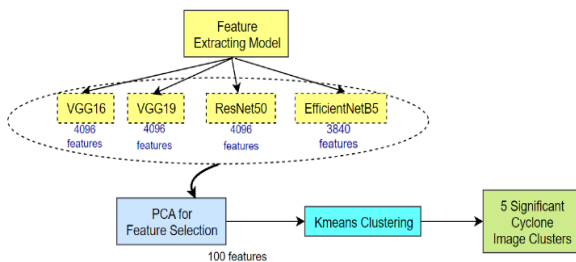 Feature
Extracting Model
VGG16
VGG19
ResNet50
EfficientNetB5
4096
features
4096
features
4096
features
3840
features
PCA for
Feature Selection
100 features
Kmeans Clustering
5 Significant
Cyclone
Image Clusters